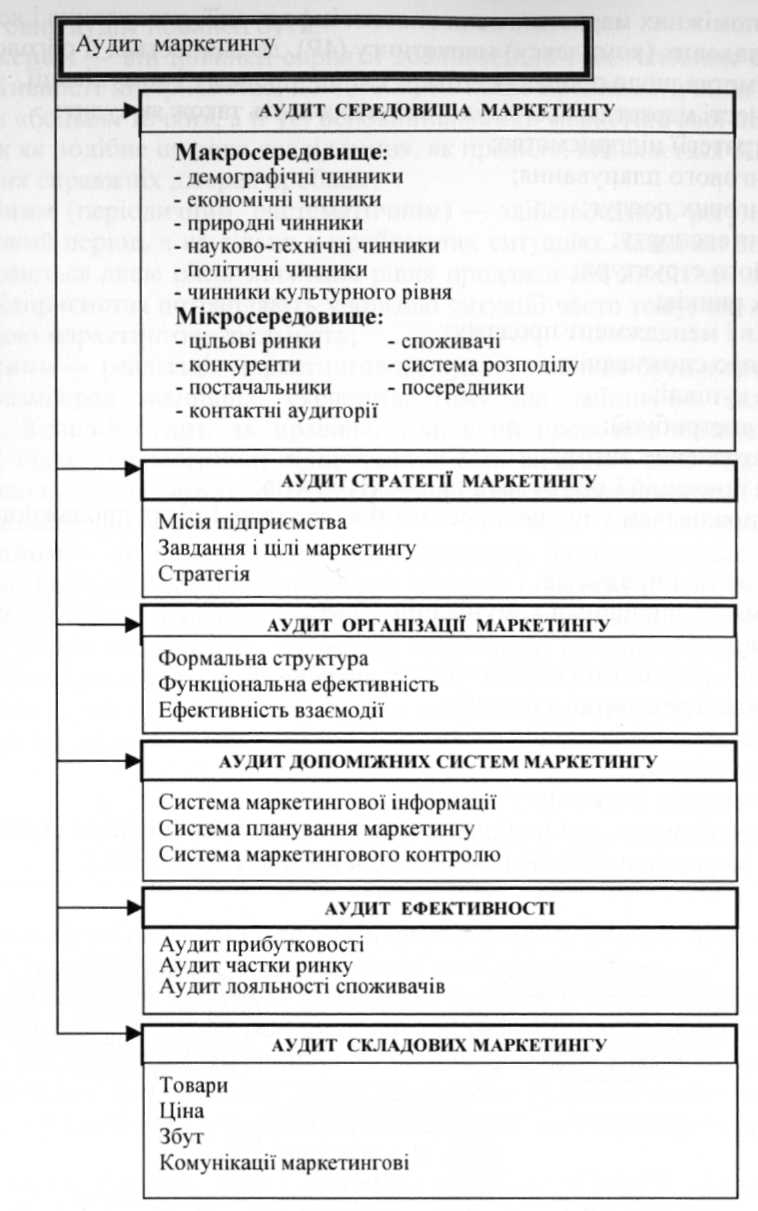 Аудит маркетингу
АУДИТ СЕРЕДОВИЩА МАРКЕТИНГУ
Макросередовище:
- демографічні чинники
- економічні чинники
- природні чинники
- науково-технічні чинники
- політичні чинники
- чинники культурного рівня
Мікросередовище:
- цільові ринки - споживачі
- конкуренти - система розподілу
- постачальники - посередники
- контактні аудиторії
АУДИТ СТРАТЕГІЇ МАРКЕТИНГУ
Місія підприємства
Завдання і цілі маркетингу
Стратегія
АУДИТ ОРГАНІЗАЦІЇ МАРКЕТИНГУ
Формальна структура
Функціональна ефективність
Ефективність взаємодії
АУДИТ ДОПОМІЖНИХ СИСТЕМ МАРКЕТИНГУ
Система маркетингової інформації
Система планування маркетингу
Система маркетингового контролю
АУДИТ ЕФЕКТИВНОСТІ
Аудит прибутковості
Аудит частки ринку
Аудит лояльності споживачів
АУДИТ СКЛАДОВИХ МАРКЕТИНГУ
Товари
Ціна
Збут
Комунікації маркетингові